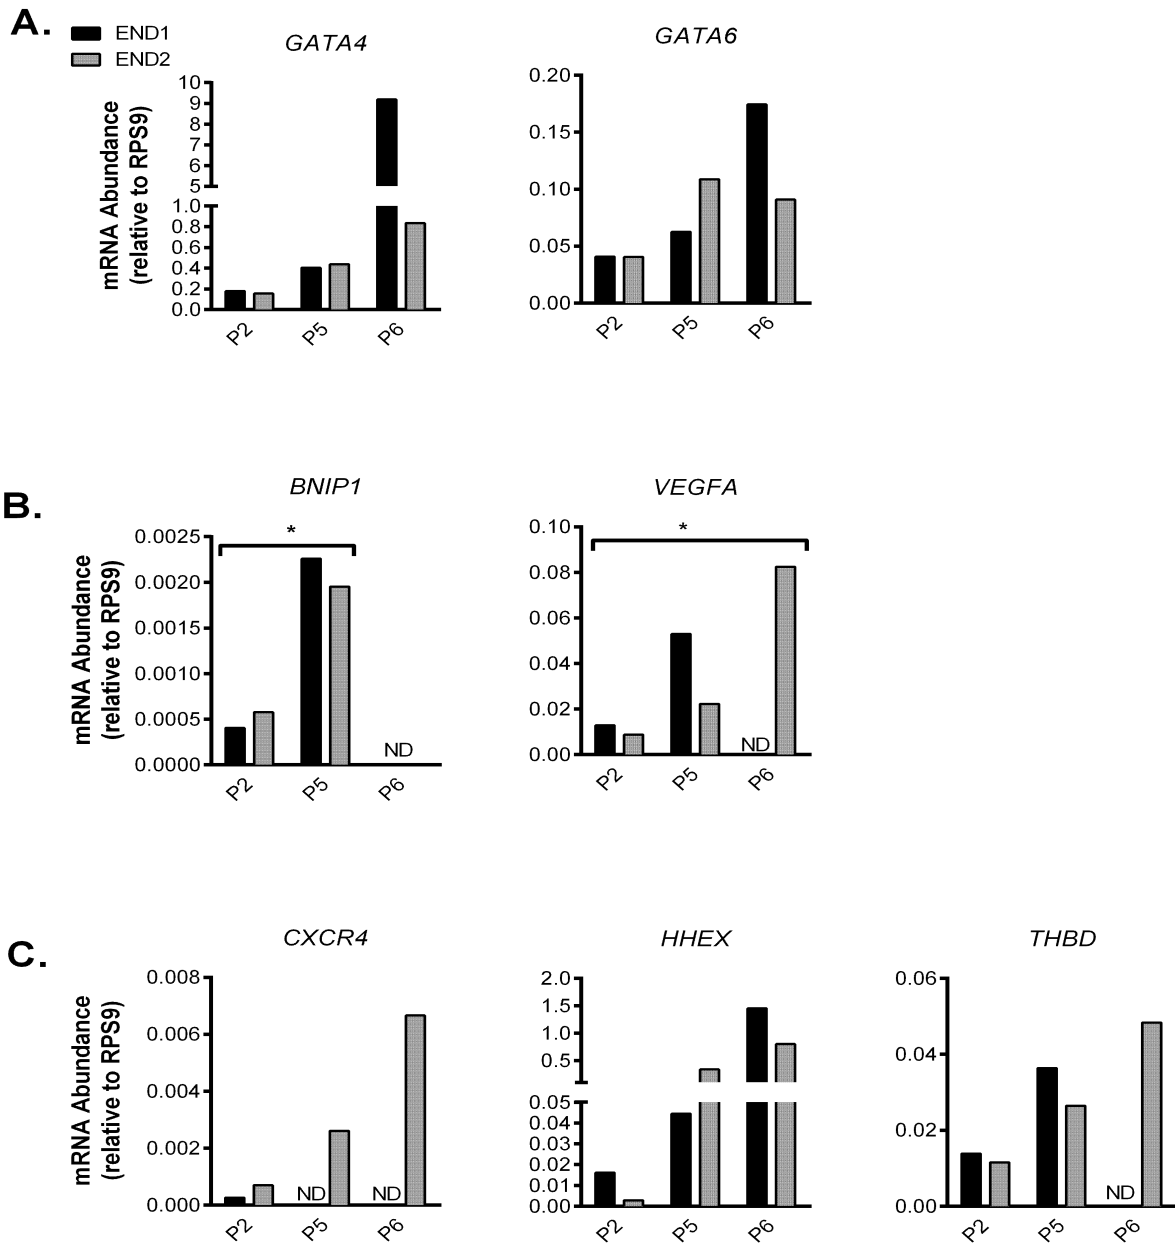 A.
END1
END2
GATA4
GATA6
mRNA Abundance
(relative to RPS9)
10
9
8
7
6
5
1.0
0.8
0.6
0.4
0.2
0.0
P2
P5
P6
0.20
0.15
0.10
0.05
0.00
P2
P5
P6
B.
BNIP1
VEGFA
mRNA Abundance
(relative to RPS9)
0.0025
0.0020
0.0015
0.0010
0.0005
0.0000
*
ND
P2
P5
P6
0.10
0.08
0.06
0.04
0.02
0.00
*
ND
P2
P5
P6
C.
CXCR4
HHEX
THBD
mRNA Abundance
(relative to RPS9)
0.008
0.006
0.004
0.002
0.000
ND
ND
P2
P5
P6
2.0
1.5
1.0
0.5
0.05
0.04
0.03
0.02
0.01
0.00
P2
P5
P6
0.06
0.04
0.02
0.00
ND
P2
P5
P6